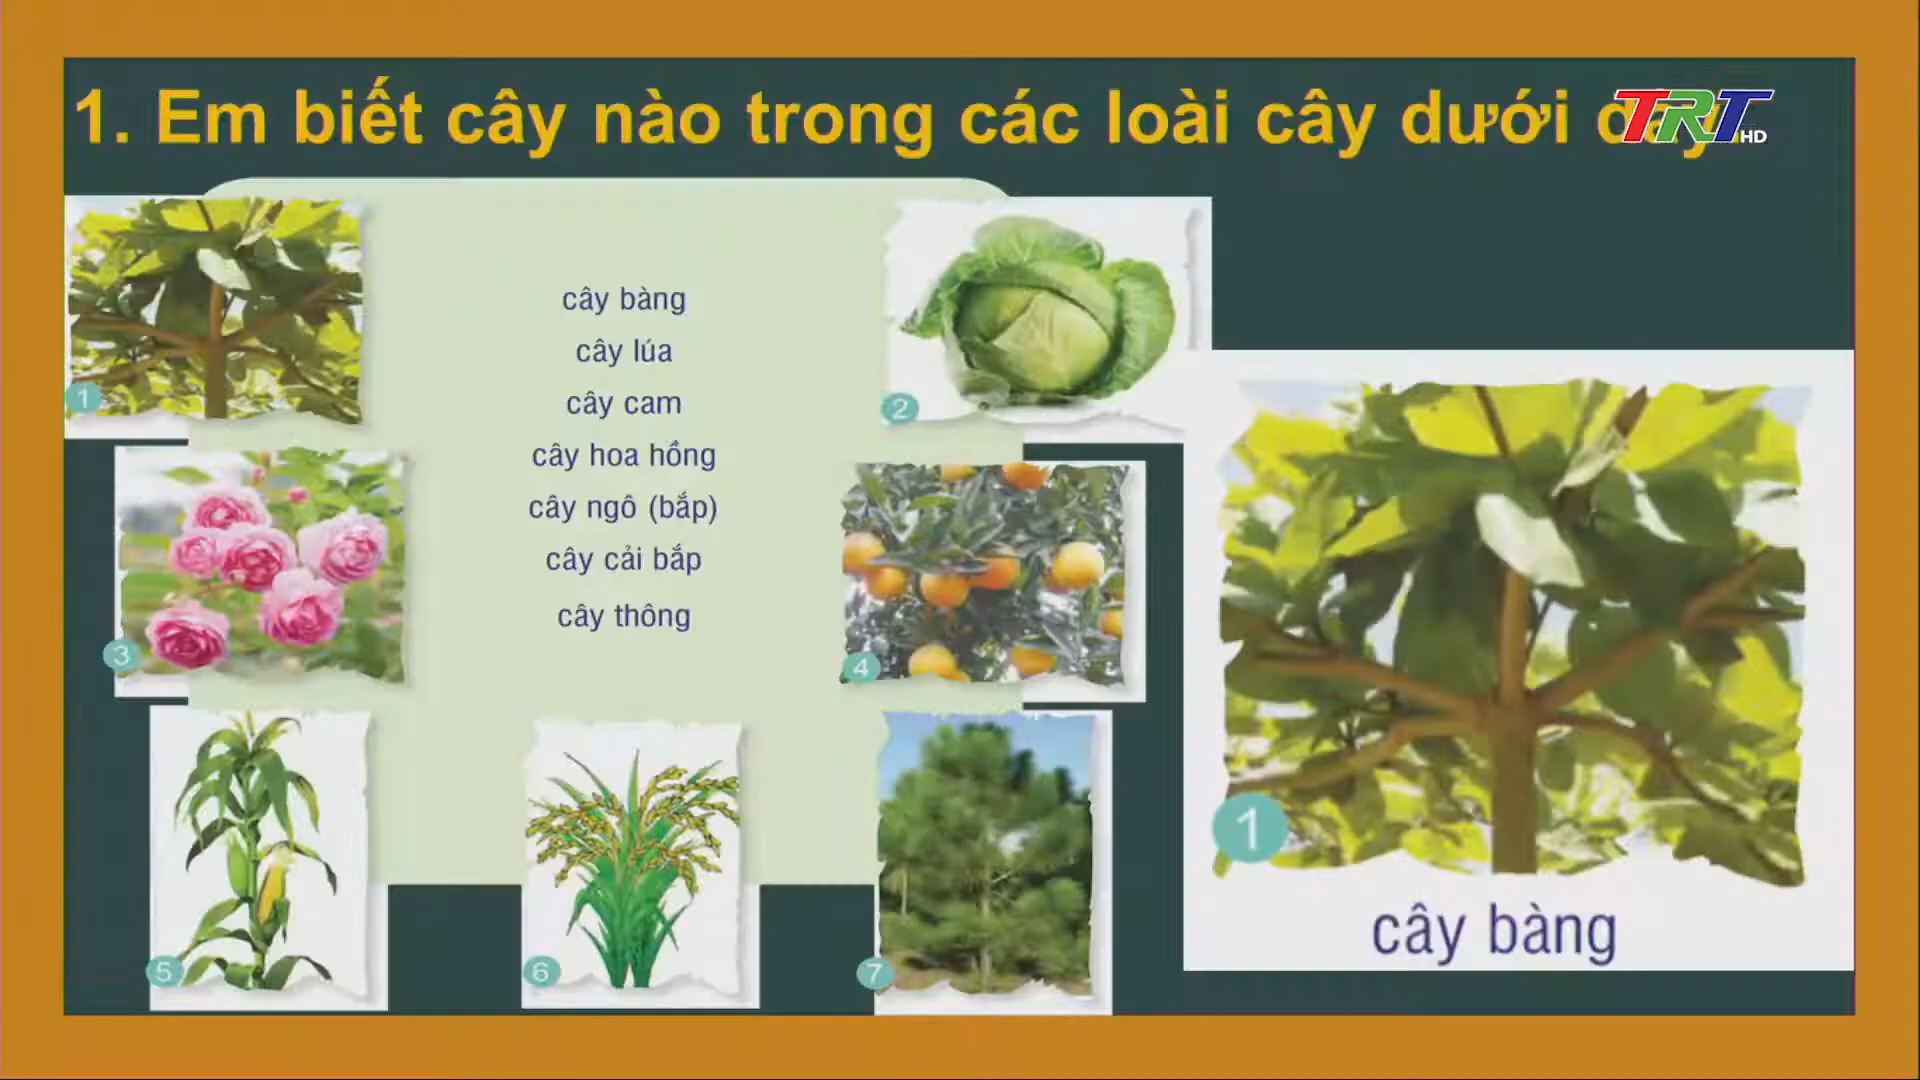 1. Em biết cây nào trong các loài cây dưới
TRT HD
cây bàng
cây lúa
cây cam
cây hoa hồng
cây ngô (bắp)
cây cải bắp
cây thông
1
2
3
4
5
6
7
1
cây bàng